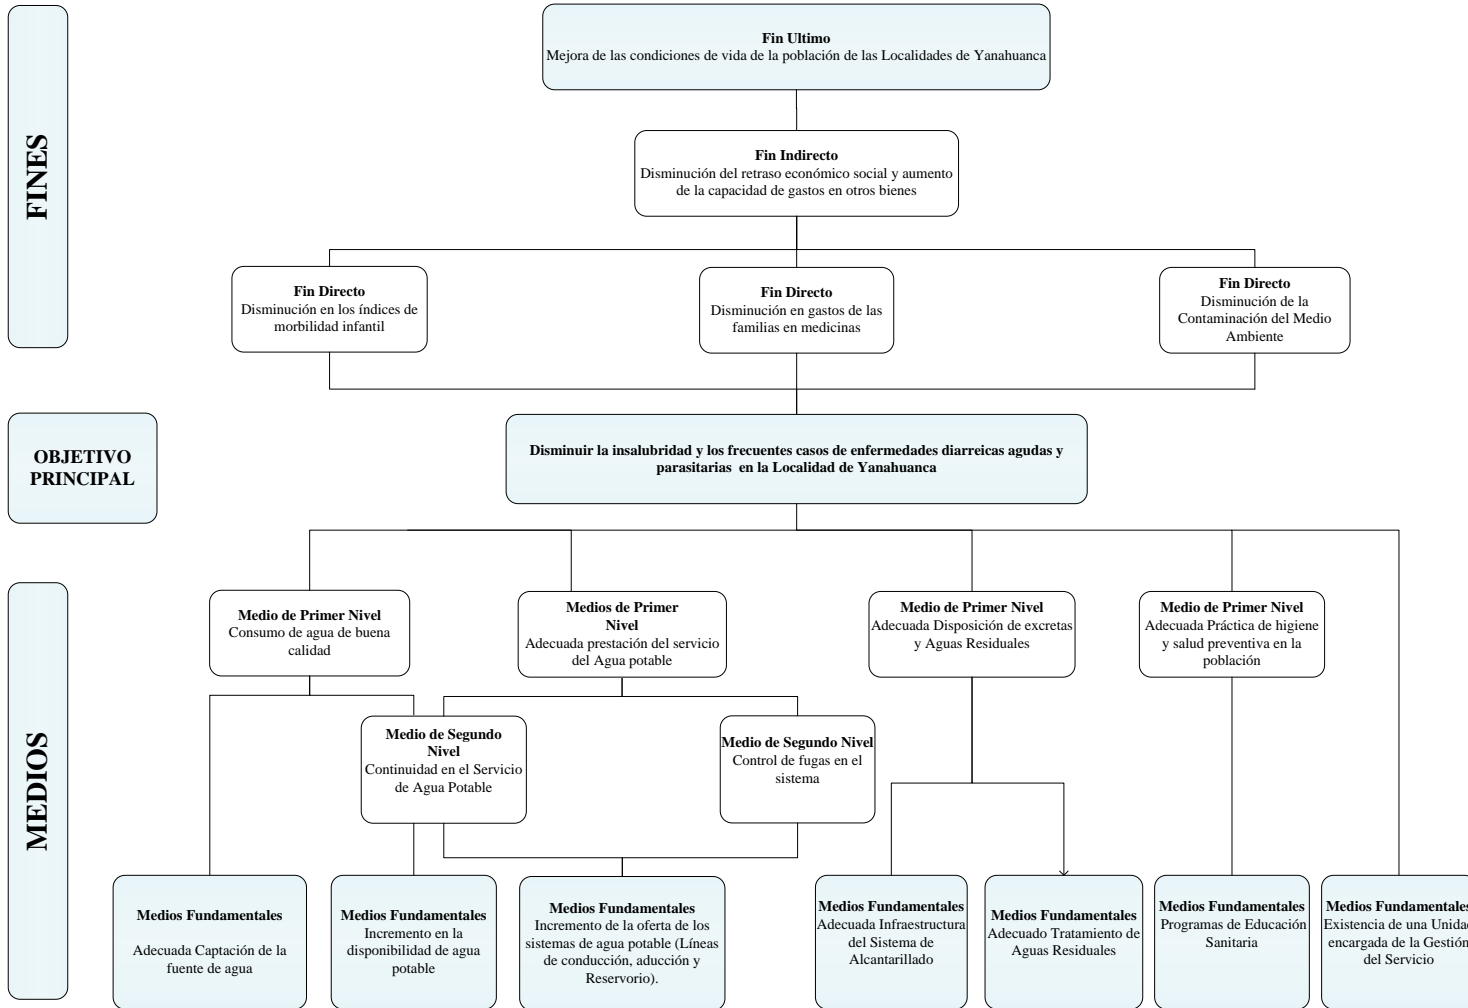 FINES
Fin Ultimo
Mejora de las condiciones de vida de la población de las Localidades de Yanahuanca
Fin Indirecto
Disminución del retraso económico social y aumento
de la capacidad de gastos en otros bienes
Fin Directo
Disminución en los índices de
morbilidad infantil
Fin Directo
Disminución en gastos de las
familias en medicinas
Fin Directo
Disminución de la
Contaminación del Medio
Ambiente
OBJETIVO
PRINCIPAL
Disminuir la insalubridad y los frecuentes casos de enfermedades diarreicas agudas y
parasitarias en la Localidad de Yanahuanca
MEDIOS
Medio de Primer Nivel
Consumo de agua de buena
calidad
Medios de Primer
Nivel
Adecuada prestación del servicio
del Agua potable
Medio de Primer Nivel
Adecuada Disposición de excretas
y Aguas Residuales
Medio de Primer Nivel
Adecuada Práctica de higiene
y salud preventiva en la
población
Medio de Segundo
Nivel
Continuidad en el Servicio
de Agua Potable
Medio de Segundo Nivel
Control de fugas en el
sistema
Medios Fundamentales
Adecuada Captación de la
fuente de agua
Medios Fundamentales
Incremento en la
disponibilidad de agua
potable
Medios Fundamentales
Incremento de la oferta de los
sistemas de agua potable (Líneas
de conducción, aducción y
Reservorio).
Medios Fundamentales
Adecuada Infraestructura
del Sistema de
Alcantarillado
Medios Fundamentales
Adecuado Tratamiento de
Aguas Residuales
Medios Fundamentales
Programas de Educación
Sanitaria
Medios Fundamentales
Existencia de una Unidad
encargada de la Gestión
del Servicio